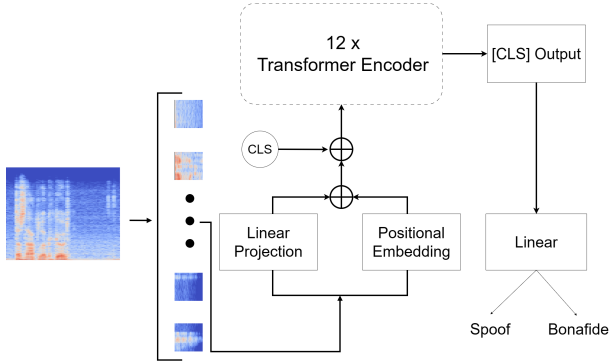 12 x
Transformer Encoder
[CLS] Output
CLS
Linear
Projection
Positional
Embedding
Linear
Spoof
Bonafide